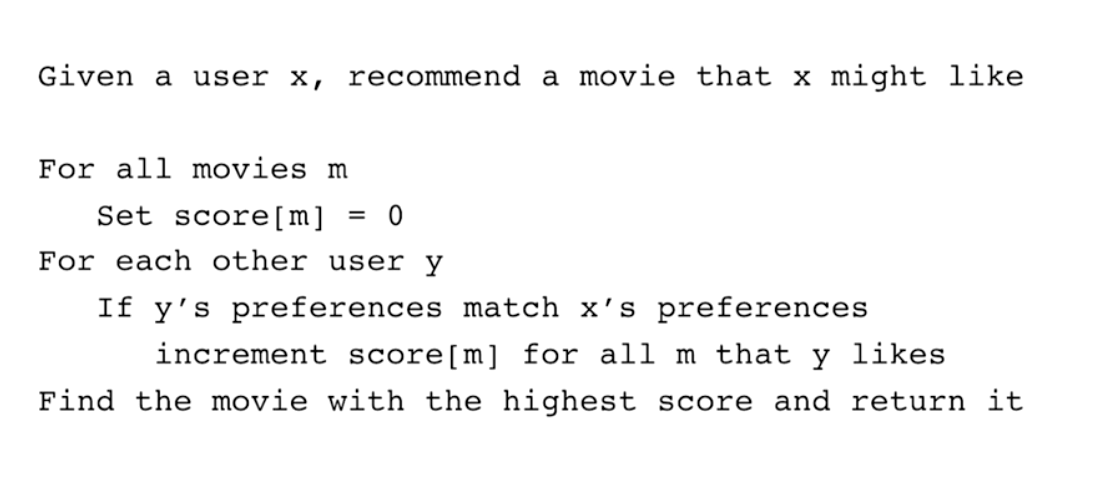 Given a user x, recommend a movie that x might like
For all movies m
Set score[m] = 0
For each other user y
If y’s preferences match x’s preferences
increment score[m] for all m that y likes
Find the movie with the highest score and return it